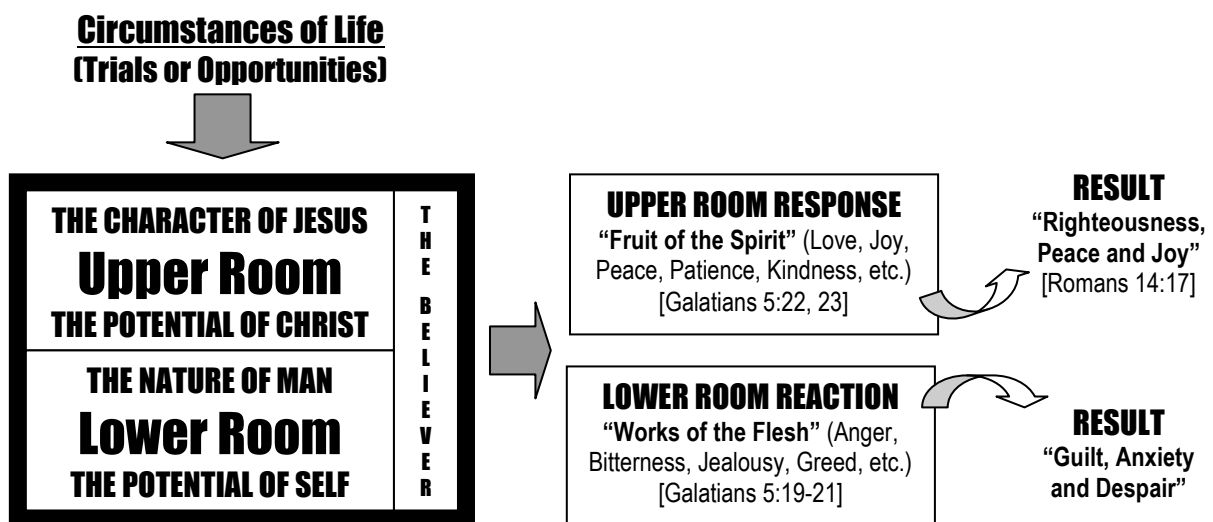 Circumstances of Life
(Trials or Opportunities)
THE CHARACTER OF JESUS
Upper Room
THE POTENTIAL OF CHRIST
THE NATURE OF MAN
Lower Room
THE POTENTIAL OF SELF
THE BELIEVER
UPPER ROOM RESPONSE
“Fruit of the Spirit” (Love, Joy,
Peace, Patience, Kindness, etc.)
[Galatians 5:22, 23]
RESULT
“Righteousness,
Peace and Joy”
[Romans 14:17]
LOWER ROOM REACTION
“Works of the Flesh” (Anger,
Bitterness, Jealousy, Greed, etc.)
[Galatians 5:19-21]
RESULT
“Guilt, Anxiety
and Despair”